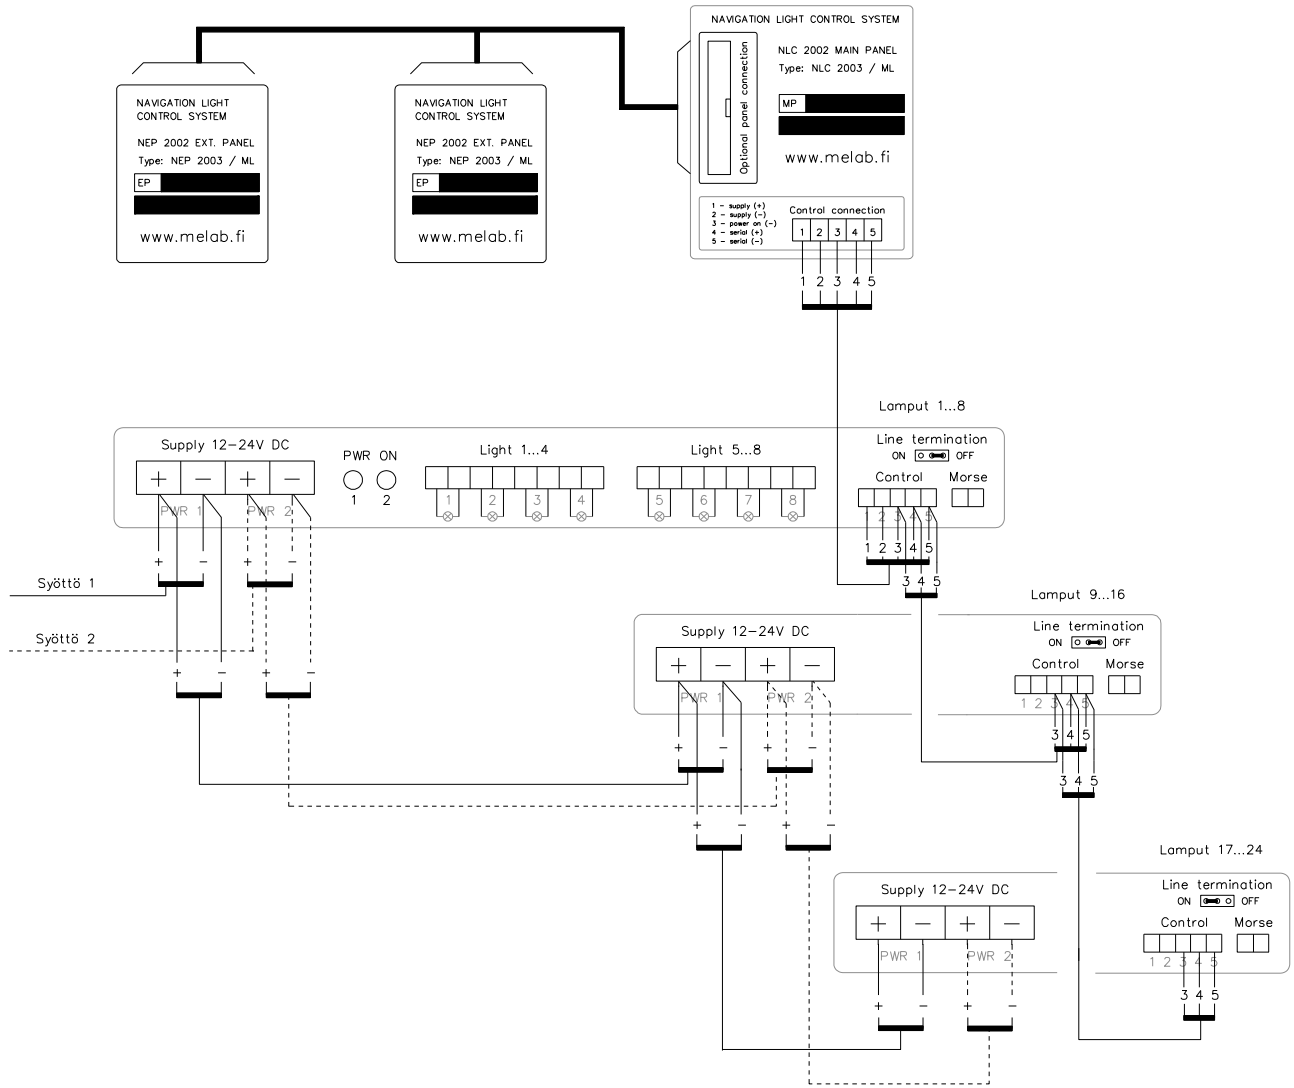 NAVIGATION LIGHT CONTROL SYSTEM
Optional panel connection
NLC 2002 MAIN PANEL
Type: NLC 2003 / ML
MP
www.melab.fi
1 - supply (+)
2 - supply (-)
3 - power on (-)
4 - serial (+)
5 - serial (-)
Control connection
1 2 3 4 5
1 2 3 4 5
NAVIGATION LIGHT
CONTROL SYSTEM
NEP 2002 EXT. PANEL
Type: NEP 2003 / ML
EP
www.melab.fi
NAVIGATION LIGHT
CONTROL SYSTEM
NEP 2002 EXT. PANEL
Type: NEP 2003 / ML
EP
www.melab.fi
Lamput 1...8
Supply 12-24V DC
+ - + -
PWR 1 PWR 2
PWR ON
1 2
Light 1...4
1 2 3 4
Light 5...8
5 6 7 8
Line termination
ON OFF
Control Morse
1 2 3 4 5
1 2 3 4 5
3 4 5
+ - + -
Syöttö 1
Syöttö 2
+ - + -
Lamput 9...16
Supply 12-24V DC
+ - + -
PWR 1 PWR 2
Line termination
ON OFF
Control Morse
1 2 3 4 5
3 4 5
3 4 5
+ - + -
+ - + -
Lamput 17...24
Supply 12-24V DC
+ - + -
PWR 1 PWR 2
Line termination
ON OFF
Control Morse
1 2 3 4 5
3 4 5
+ - + -